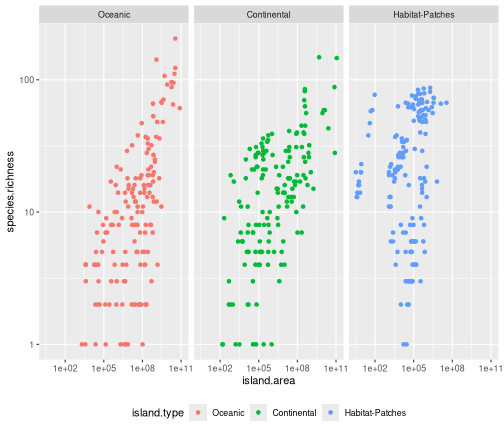 Oceanic Continental Habitat-Patches
species.richness
100
10
1
1e+02 1e+05 1e+08 1e+11 1e+02 1e+05 1e+08 1e+11 1e+02 1e+05 1e+08 1e+11
island.area
island.type Oceanic Continental Habitat-Patches